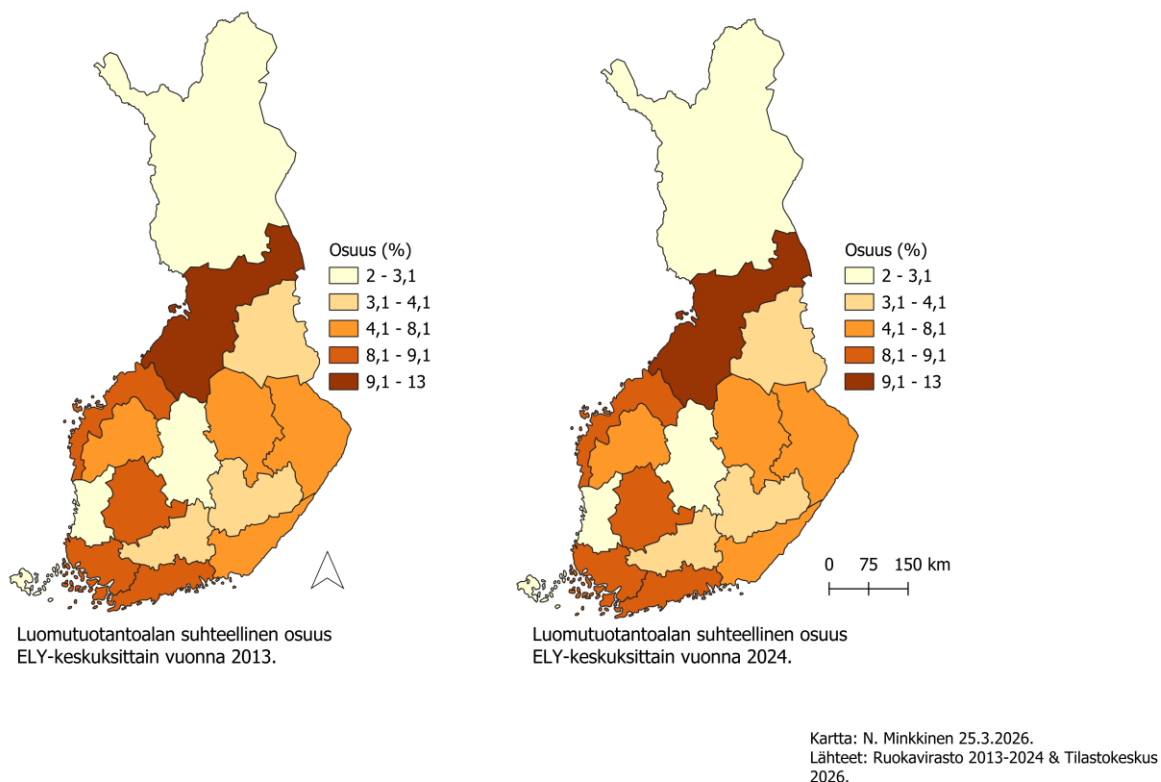 Osuus (%)
2 - 3,1
3,1 - 4,1
4,1 - 8,1
8,1 - 9,1
9,1 - 13
Luomutuotantoalan suhteellinen osuus
ELY-keskuksittain vuonna 2013.
Osuus (%)
2 - 3,1
3,1 - 4,1
4,1 - 8,1
8,1 - 9,1
9,1 - 13
0 75 150 km
Luomutuotantoalan suhteellinen osuus
ELY-keskuksittain vuonna 2024.
Kartta: N. Minkkinen 25.3.2026.
Lähteet: Ruokavirasto 2013-2024 & Tilastokeskus
2026.